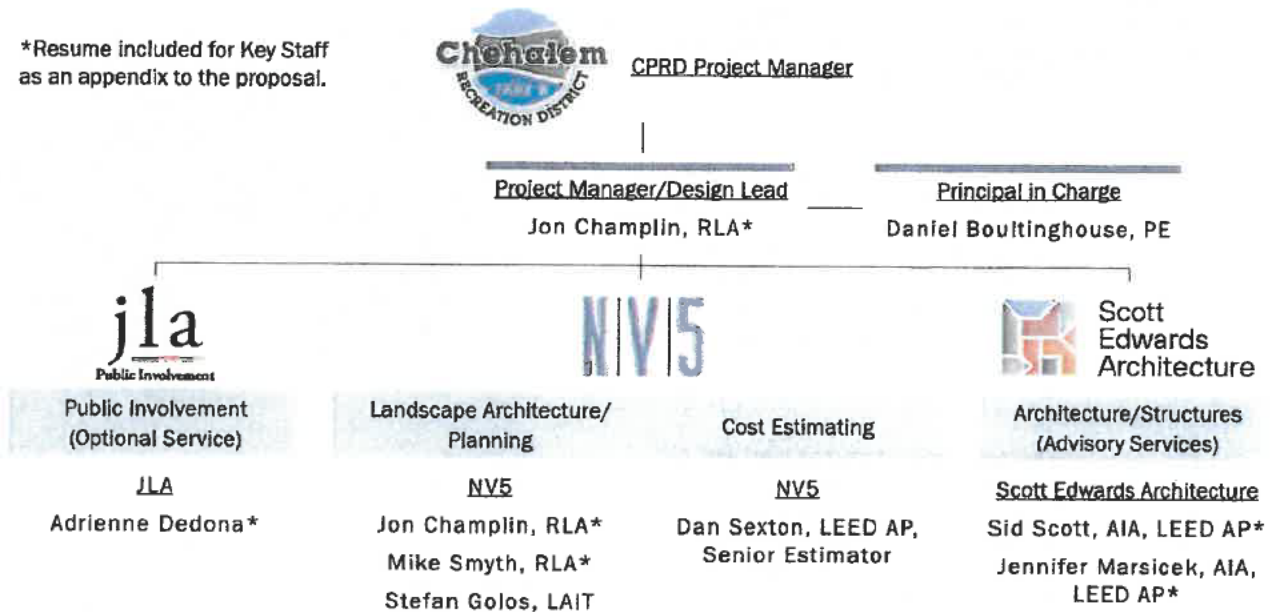 *Resume included for Key Staff
as an appendix to the proposal.
Chehalem
PARK &
RECREATION DISTRICT
CPRD Project Manager
Project Manager/Design Lead
Jon Champlin, RLA*
Principal in Charge
Daniel Boultinghouse, PE
jla
Public Involvement
N|V|5
Scott
Edwards
Architecture
Public Involvement
(Optional Service)
Landscape Architecture/
Planning
Cost Estimating
Architecture/Structures
(Advisory Services)
JLA
Adrienne Dedona*
NV5
Jon Champlin, RLA*
Mike Smyth, RLA*
Stefan Golos, LAIT
NV5
Dan Sexton, LEED AP,
Senior Estimator
Scott Edwards Architecture
Sid Scott, AIA, LEED AP*
Jennifer Marsicek, AIA,
LEED AP*